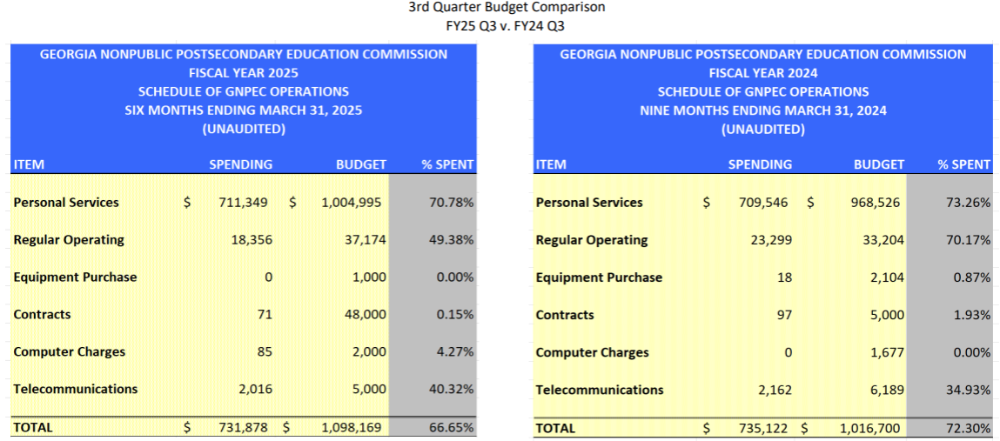 3rd Quarter Budget Comparison
FY25 Q3 v. FY24 Q3
GEORGIA NONPUBLIC POSTSECONDARY EDUCATION COMMISSION
FISCAL YEAR 2025
SCHEDULE OF GNPEC OPERATIONS
SIX MONTHS ENDING MARCH 31, 2025
(UNAUDITED)
ITEM SPENDING BUDGET % SPENT
Personal Services $ 711,349 $ 1,004,995 70.78%
Regular Operating 18,356 37,174 49.38%
Equipment Purchase 0 1,000 0.00%
Contracts 71 48,000 0.15%
Computer Charges 85 2,000 4.27%
Telecommunications 2,016 5,000 40.32%
TOTAL $ 731,878 $ 1,098,169 66.65%
GEORGIA NONPUBLIC POSTSECONDARY EDUCATION COMMISSION
FISCAL YEAR 2024
SCHEDULE OF GNPEC OPERATIONS
NINE MONTHS ENDING MARCH 31, 2024
(UNAUDITED)
ITEM SPENDING BUDGET % SPENT
Personal Services $ 709,546 $ 968,526 73.26%
Regular Operating 23,299 33,204 70.17%
Equipment Purchase 18 2,104 0.87%
Contracts 97 5,000 1.93%
Computer Charges 0 1,677 0.00%
Telecommunications 2,162 6,189 34.93%
TOTAL $ 735,122 $ 1,016,700 72.30%